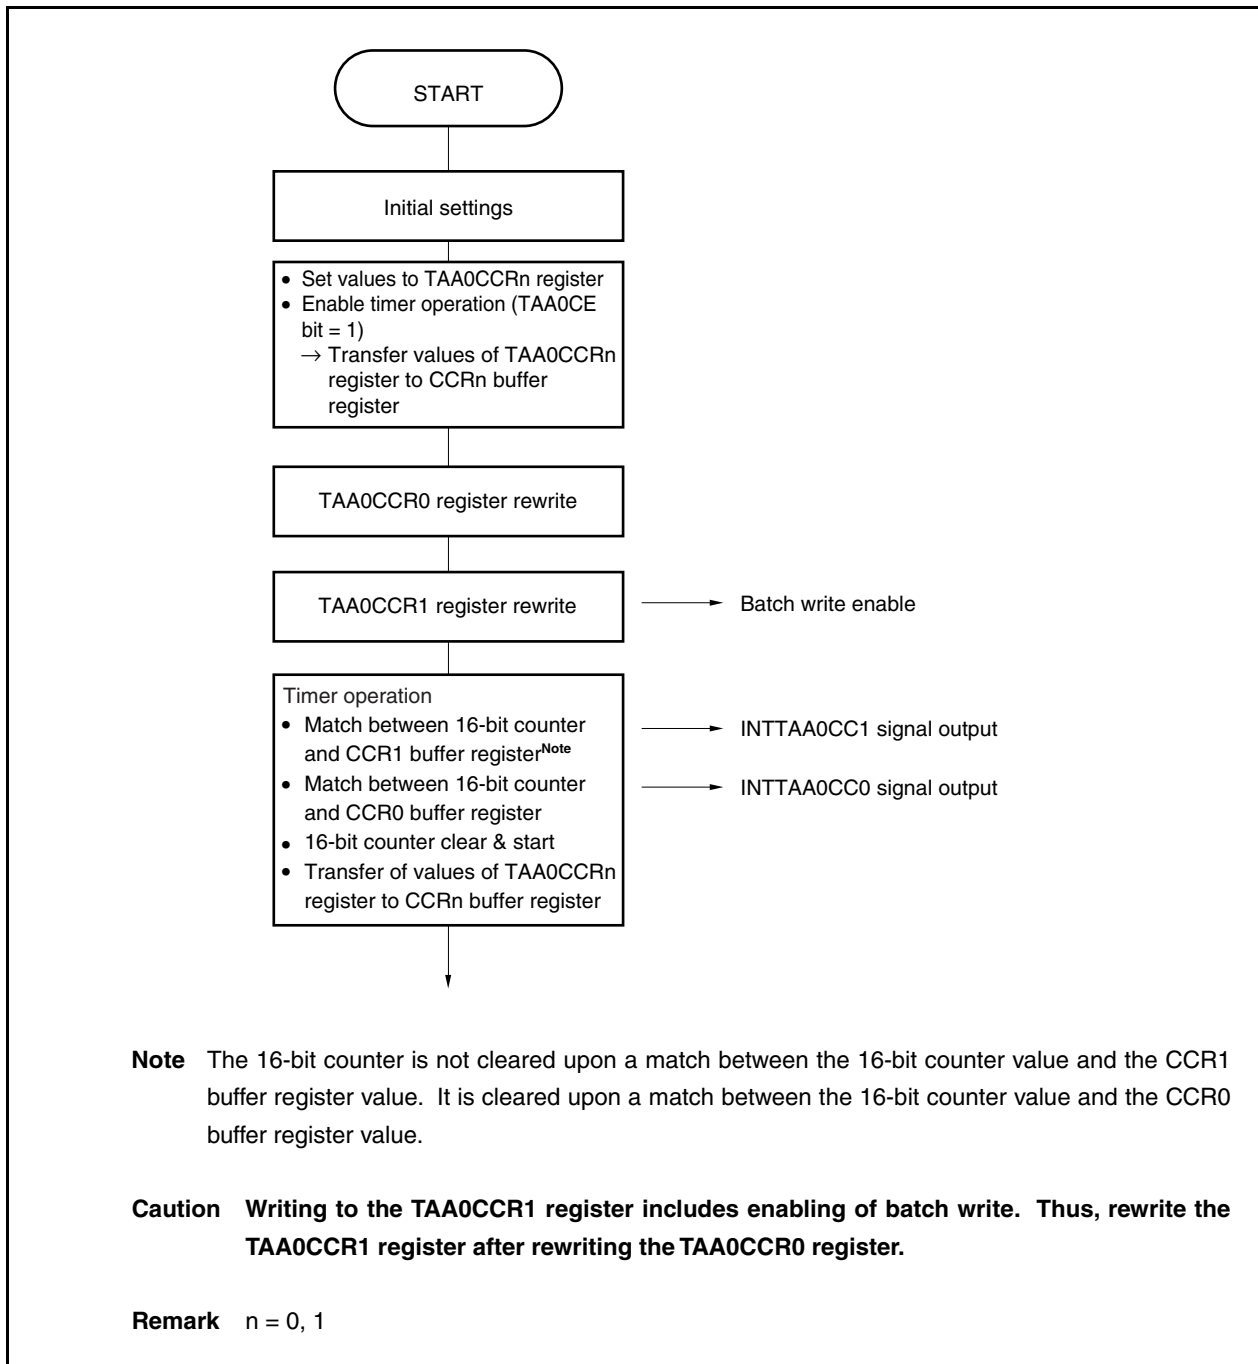 START
Initial settings
• Set values to TAA0CCRn register
• Enable timer operation (TAA0CE
bit = 1)
→ Transfer values of TAA0CCRn
register to CCRn buffer
register
TAA0CCR0 register rewrite
TAA0CCR1 register rewrite
Batch write enable
Timer operation
• Match between 16-bit counter
and CCR1 buffer registerNote
INTTAA0CC1 signal output
• Match between 16-bit counter
and CCR0 buffer register
INTTAA0CC0 signal output
• 16-bit counter clear & start
• Transfer of values of TAA0CCRn
register to CCRn buffer register
Note The 16-bit counter is not cleared upon a match between the 16-bit counter value and the CCR1
buffer register value. It is cleared upon a match between the 16-bit counter value and the CCR0
buffer register value.
Caution Writing to the TAA0CCR1 register includes enabling of batch write. Thus, rewrite the
TAA0CCR1 register after rewriting the TAA0CCR0 register.
Remark n = 0, 1